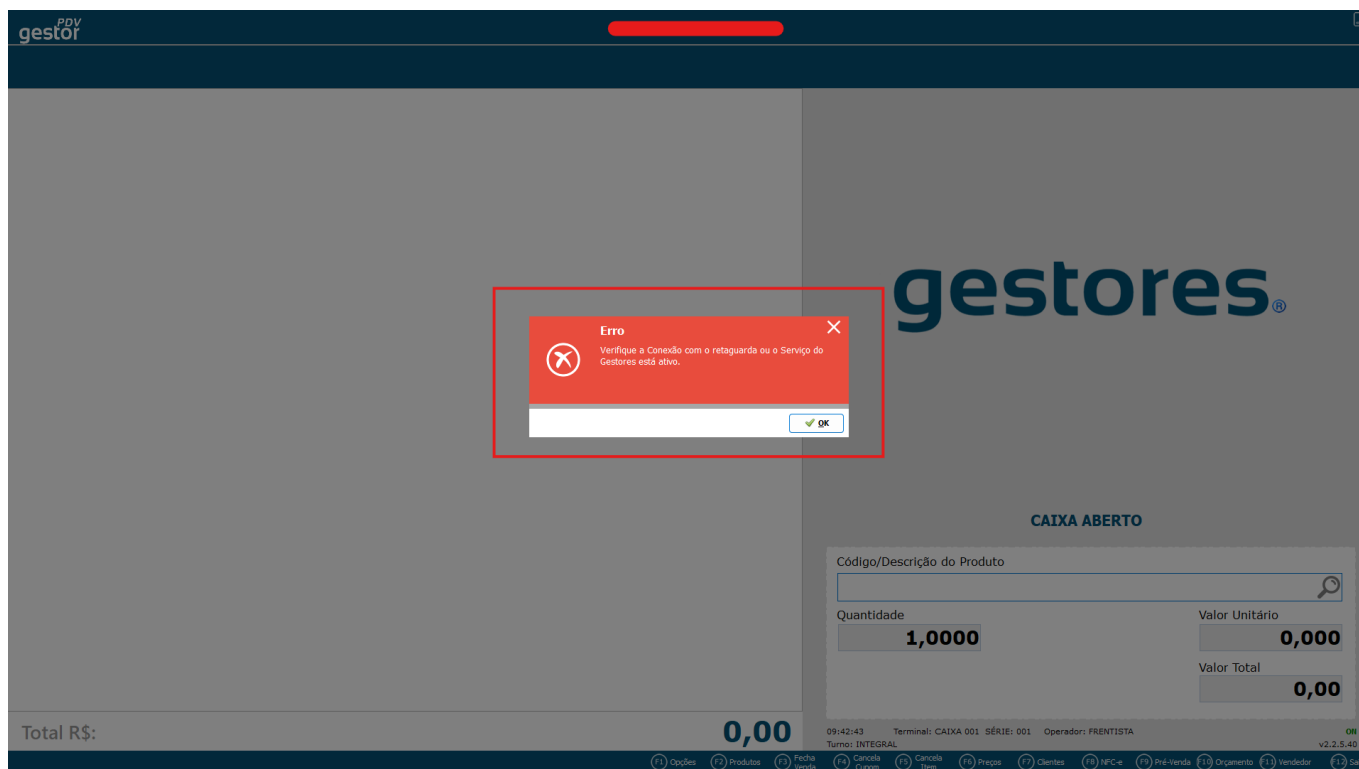 PDV
gestor
Erro
Verifique a Conexão com o retaguarda ou o Serviço do
Gestores está ativo.
OK
gestores®
CAIXA ABERTO
Código/Descrição do Produto
Quantidade
Valor Unitário
1,0000
0,000
Valor Total
0,00
Total R$:
0,00
09:42:43 Terminal: CAIXA 001 SÉRIE: 001 Operador: FRENTISTA ON
Turno: INTEGRAL v2.2.5.40
F1 Opções F2 Produtos F3 Fecha Venda F4 Cancela Cupom F5 Cancela Item F6 Preços F7 Clientes F8 NFC-e F9 Pré-Venda F10 Orçamento F11 Vendedor F12